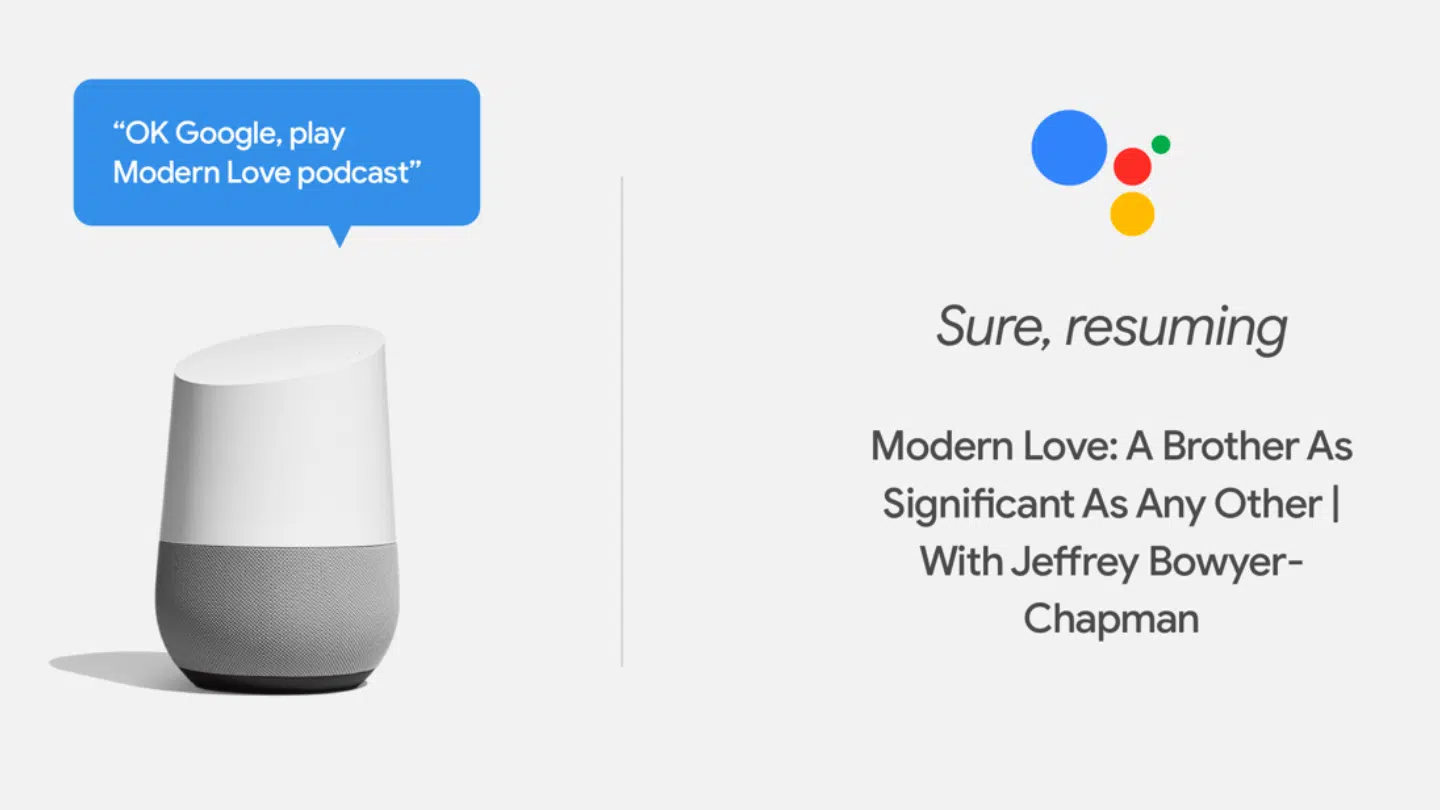 “OK Google, play
Modern Love podcast”
Sure, resuming
Modern Love: A Brother As
Significant As Any Other |
With Jeffrey Bowyer-
Chapman